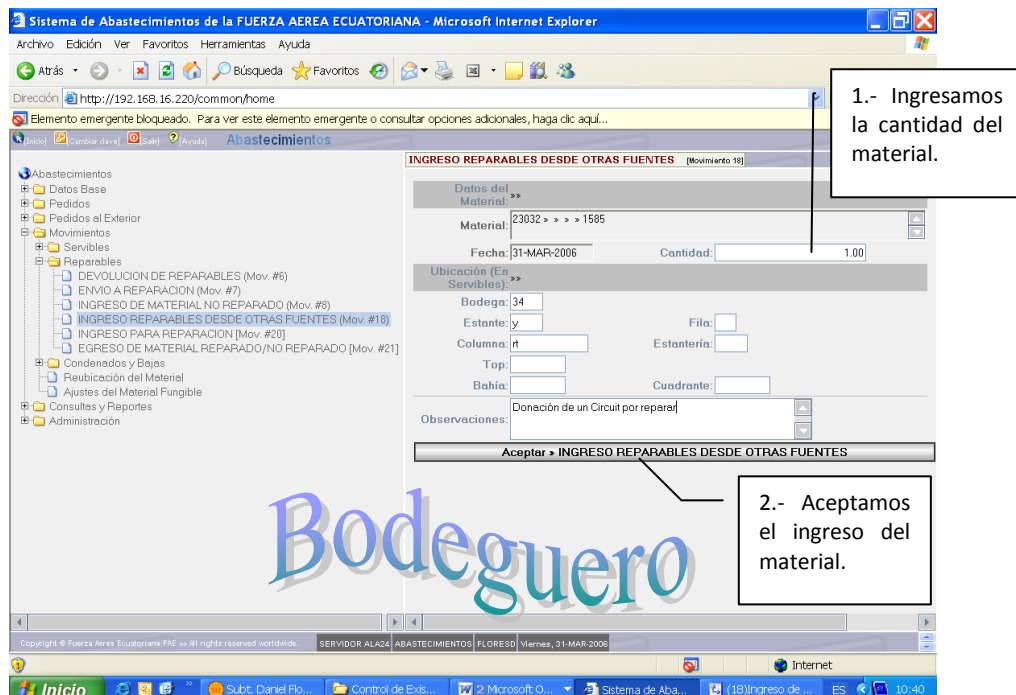 Sistema de Abastecimientos de la FUERZA AEREA ECUATORIANA - Microsoft Internet Explorer
Archivo Edición Ver Favoritos Herramientas Ayuda
Atrás Búsqueda Favoritos
Dirección http://192.168.16.220/common/home
Elemento emergente bloqueado. Para ver este elemento emergente o consultar opciones adicionales, haga clic aquí...
[Inicio] [Cambiar clave] [Salir] [Ayuda] Abastecimientos
1.- Ingresamos
la cantidad del
material.
Abastecimientos
Datos Base
Pedidos
Pedidos al Exterior
Movimientos
Servibles
Reparables
DEVOLUCION DE REPARABLES (Mov. #6)
ENVIO A REPARACION (Mov. #7)
INGRESO DE MATERIAL NO REPARADO (Mov. #8)
INGRESO REPARABLES DESDE OTRAS FUENTES (Mov. #18)
INGRESO PARA REPARACION [Mov. #20]
EGRESO DE MATERIAL REPARADO/NO REPARADO [Mov. #21]
Condenados y Bajas
Reubicación del Material
Ajustes del Material Fungible
Consultas y Reportes
Administración
INGRESO REPARABLES DESDE OTRAS FUENTES [Movimiento 18]
Datos del
Material: »»
Material: 23032 » » » » 1585
Fecha: 31-MAR-2006 Cantidad: 1.00
Ubicación (En
Servibles): »»
Bodega: 34
Estante: y Fila:
Columna: rt Estantería:
Top:
Bahía: Cuadrante:
Observaciones: Donación de un Circuit por reparar
Aceptar » INGRESO REPARABLES DESDE OTRAS FUENTES
2.- Aceptamos
el ingreso del
material.
Bodeguero
Copyright © Fuerza Aerea Ecuatoriana,FAE »» All rights reserved worldwide. SERVIDOR ALA24 ABASTECIMIENTOS FLORESD Viernes, 31-MAR-2006
Internet
Inicio Subt. Daniel Flo... Control de Exis... 2 Microsoft O... Sistema de Aba... (18)Ingreso de ... ES 10:40